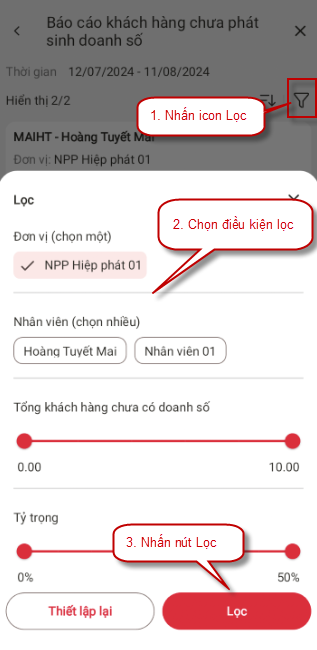 Báo cáo khách hàng chưa phát
sinh doanh số
Thời gian 12/07/2024 - 11/08/2024
Hiển thị 2/2
1. Nhấn icon Lọc
MAIHT - Hoàng Tuyết Mai
Đơn vị: NPP Hiệp phát 01
Lọc
2. Chọn điều kiện lọc
Đơn vị (chọn một)
NPP Hiệp phát 01
Nhân viên (chọn nhiều)
Hoàng Tuyết Mai Nhân viên 01
Tổng khách hàng chưa có doanh số
0.00 10.00
Tỷ trọng
3. Nhấn nút Lọc
0% 50%
Thiết lập lại Lọc